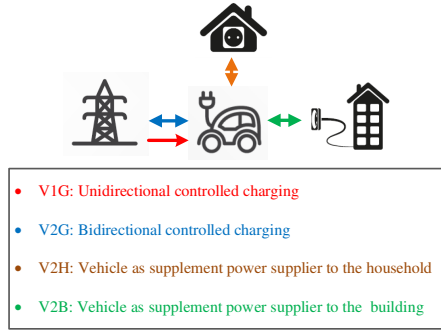 • V1G: Unidirectional controlled charging
• V2G: Bidirectional controlled charging
• V2H: Vehicle as supplement power supplier to the household
• V2B: Vehicle as supplement power supplier to the building